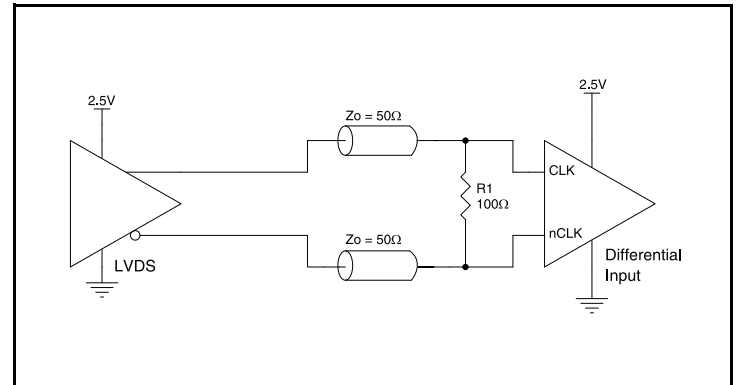 2.5V
2.5V
Zo = 50Ω
CLK
R1
100Ω
nCLK
Zo = 50Ω
LVDS
Differential
Input